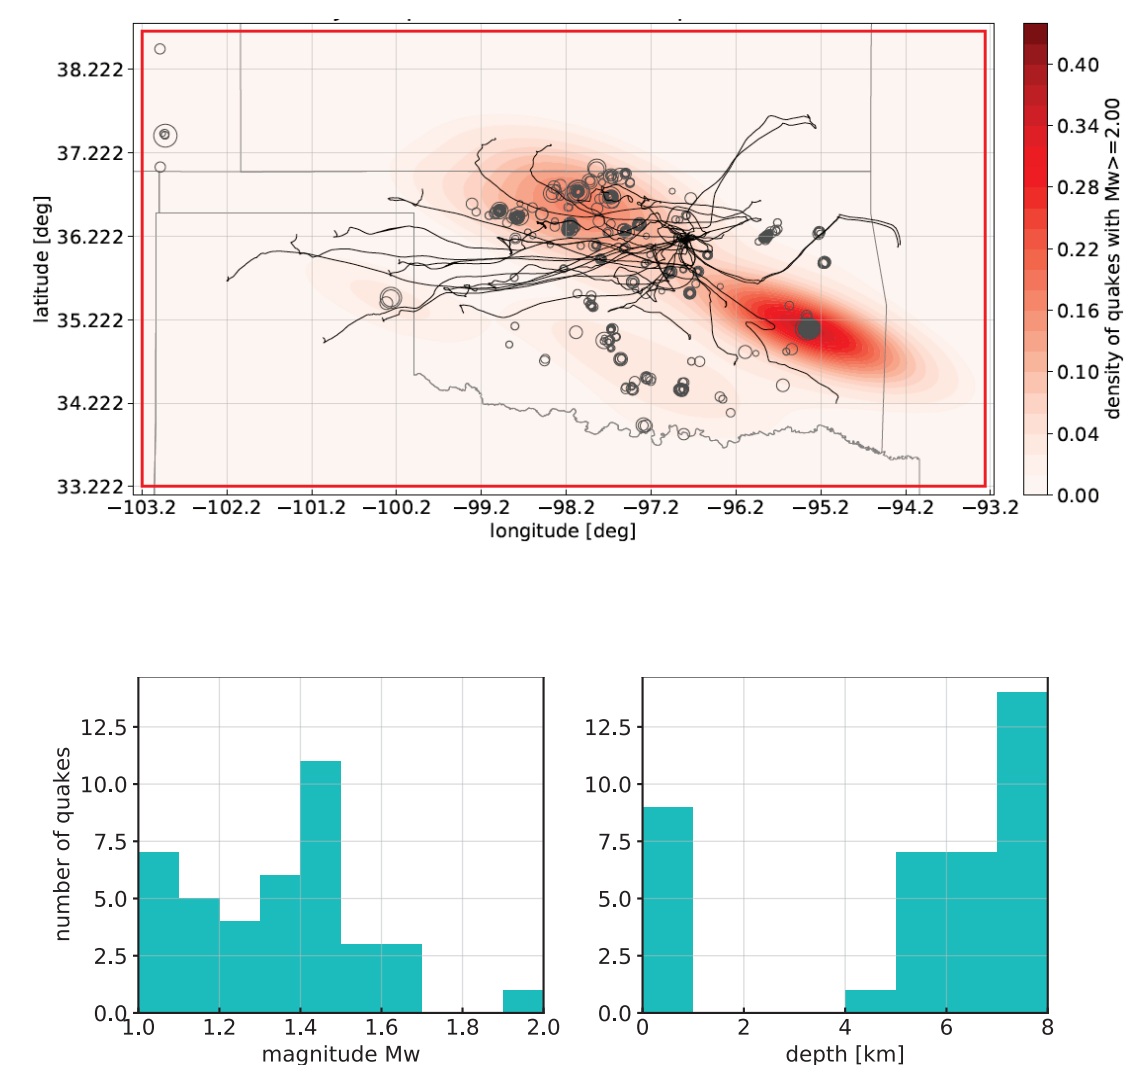 38.222
37.222
36.222
35.222
34.222
33.222
latitude [deg]
−103.2 −102.2 −101.2 −100.2 −99.2 −98.2 −97.2 −96.2 −95.2 −94.2 −93.2
longitude [deg]
0.40
0.34
0.28
0.22
0.16
0.10
0.04
0.00
density of quakes with Mw>=2.00
12.5
10.0
7.5
5.0
2.5
0.0
number of quakes
1.0 1.2 1.4 1.6 1.8 2.0
magnitude Mw
12.5
10.0
7.5
5.0
2.5
0.0
0 2 4 6 8
depth [km]